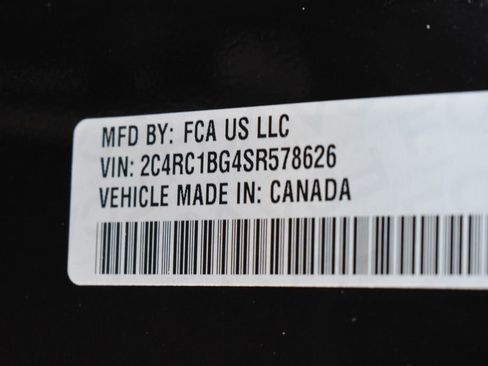 MFD BY: FCA US LLC
VIN: 2C4RC1BG4SR578626
VEHICLE MADE IN: CANADA